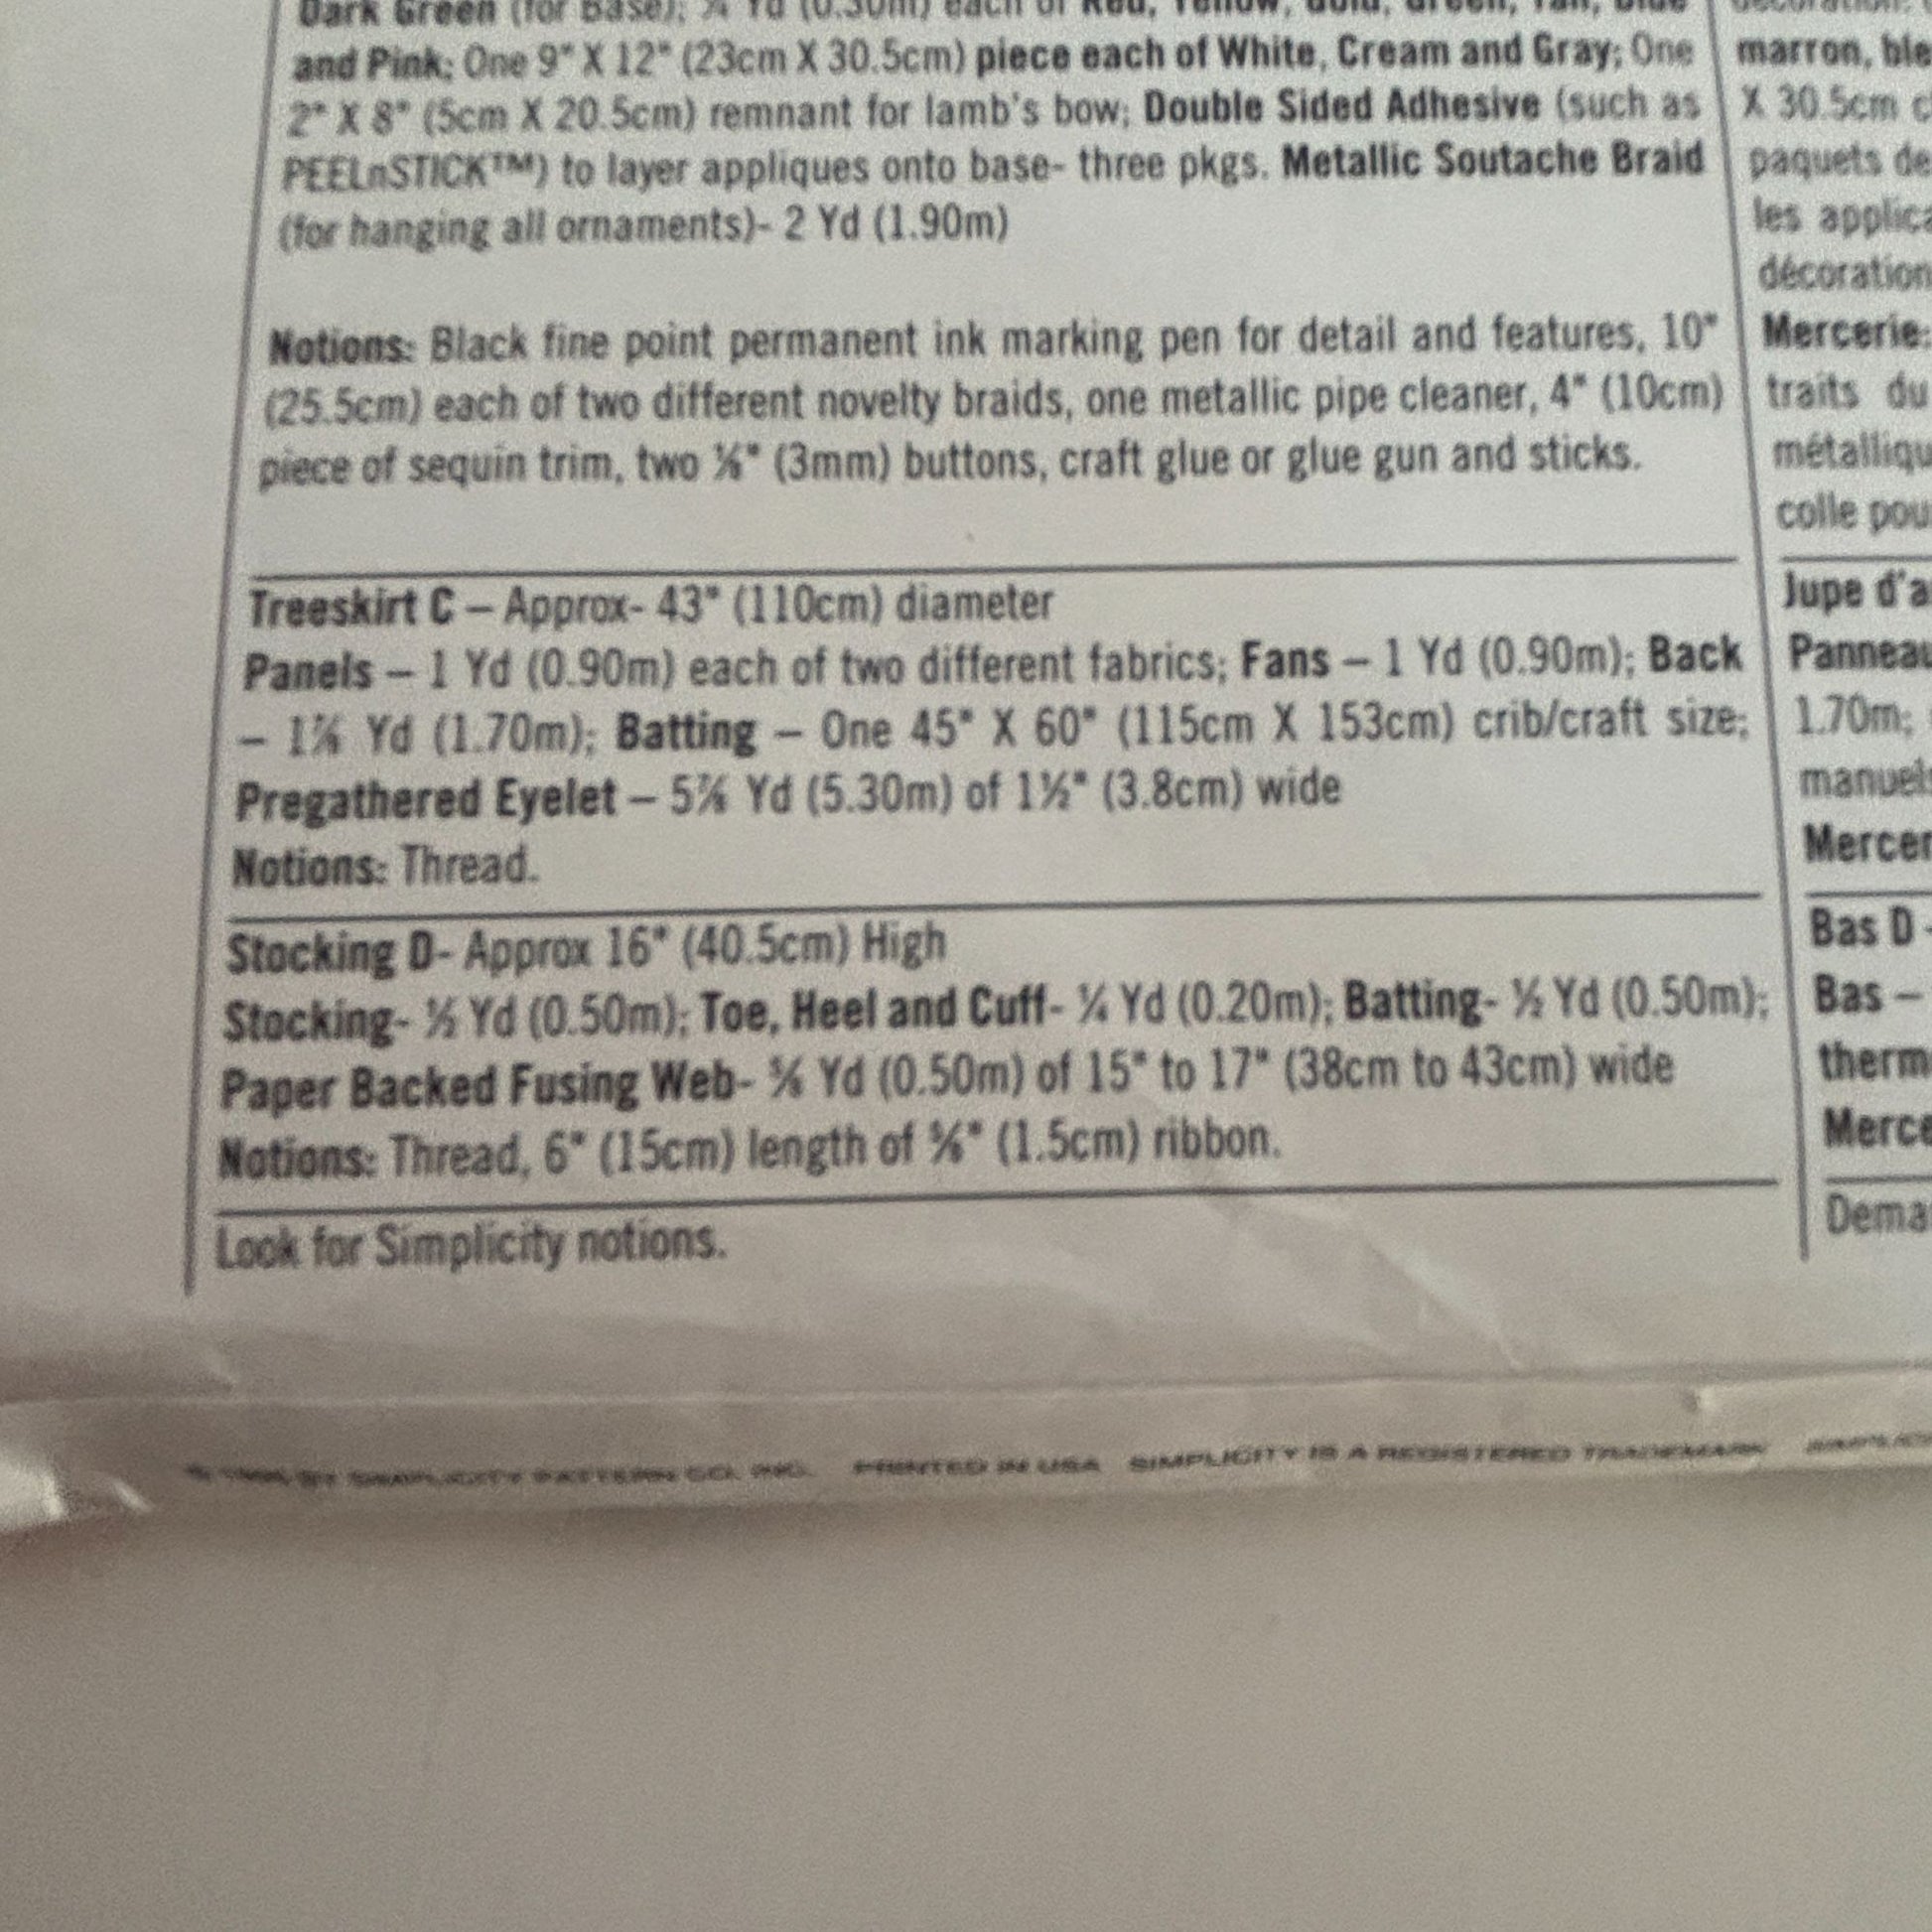 Dark Green (for Base); Yd (0.30m) each of Red, Yellow, Gold, Green, Tan, Blue
and Pink; One 9" X 12" (23cm X 30.5cm) piece each of White, Cream and Gray; One
2" X 8" (5cm X 20.5cm) remnant for lamb's bow; Double Sided Adhesive (such as
PEELnSTICK™) to layer appliques onto base- three pkgs. Metallic Soutache Braid
(for hanging all ornaments)- 2 Yd (1.90m)
Notions: Black fine point permanent ink marking pen for detail and features, 10"
(25.5cm) each of two different novelty braids, one metallic pipe cleaner, 4" (10cm)
piece of sequin trim, two ⅛" (3mm) buttons, craft glue or glue gun and sticks.
Treeskirt C – Approx- 43" (110cm) diameter
Panels – 1 Yd (0.90m) each of two different fabrics; Fans – 1 Yd (0.90m); Back
– 1⅞ Yd (1.70m); Batting – One 45" X 60" (115cm X 153cm) crib/craft size;
Pregathered Eyelet – 5⅞ Yd (5.30m) of 1½" (3.8cm) wide
Notions: Thread.
Stocking D- Approx 16" (40.5cm) High
Stocking- ½ Yd (0.50m); Toe, Heel and Cuff- ¼ Yd (0.20m); Batting- ½ Yd (0.50m);
Paper Backed Fusing Web- ⅝ Yd (0.50m) of 15" to 17" (38cm to 43cm) wide
Notions: Thread, 6" (15cm) length of ⅝" (1.5cm) ribbon.
Look for Simplicity notions.
marron, ble
X 30.5cm
paquets de
les applica
décoration
Mercerie:
traits du
métalliqu
colle pou
Jupe d'a
Panneau
1.70m;
manuels
Mercer
Bas D -
Bas –
therm
Merce
Dema
BY SIMPLICITY PATTERN CO. INC. PRINTED IN USA SIMPLICITY IS A REGISTERED TRADEMARK